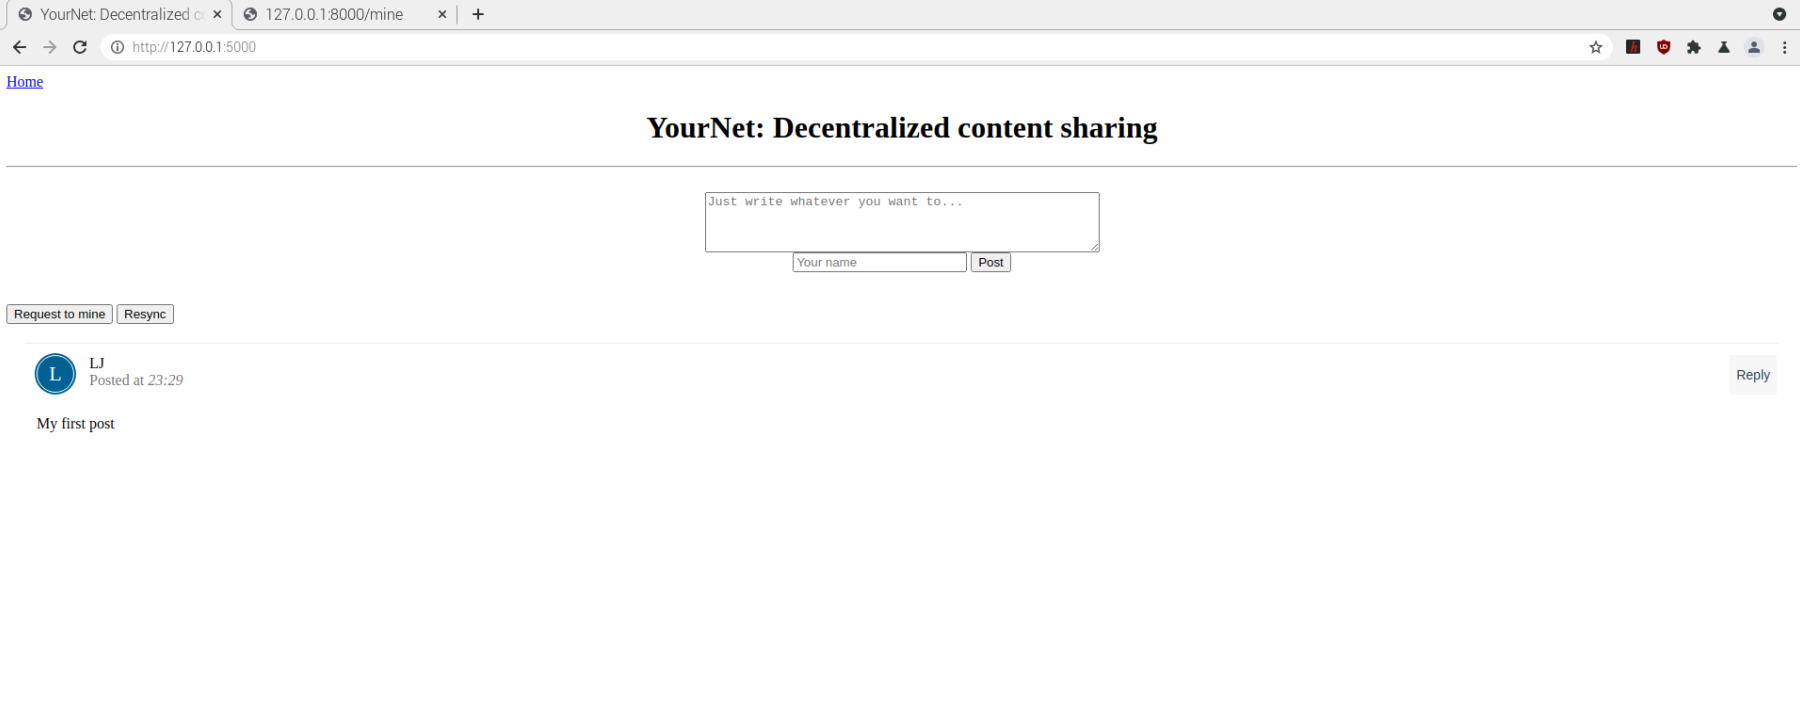 YourNet: Decentralized c
127.0.0.1:8000/mine
http://127.0.0.1:5000
Home
YourNet: Decentralized content sharing
Just write whatever you want to...
Your name Post
Request to mine Resync
L LJ
Posted at 23:29
Reply
My first post